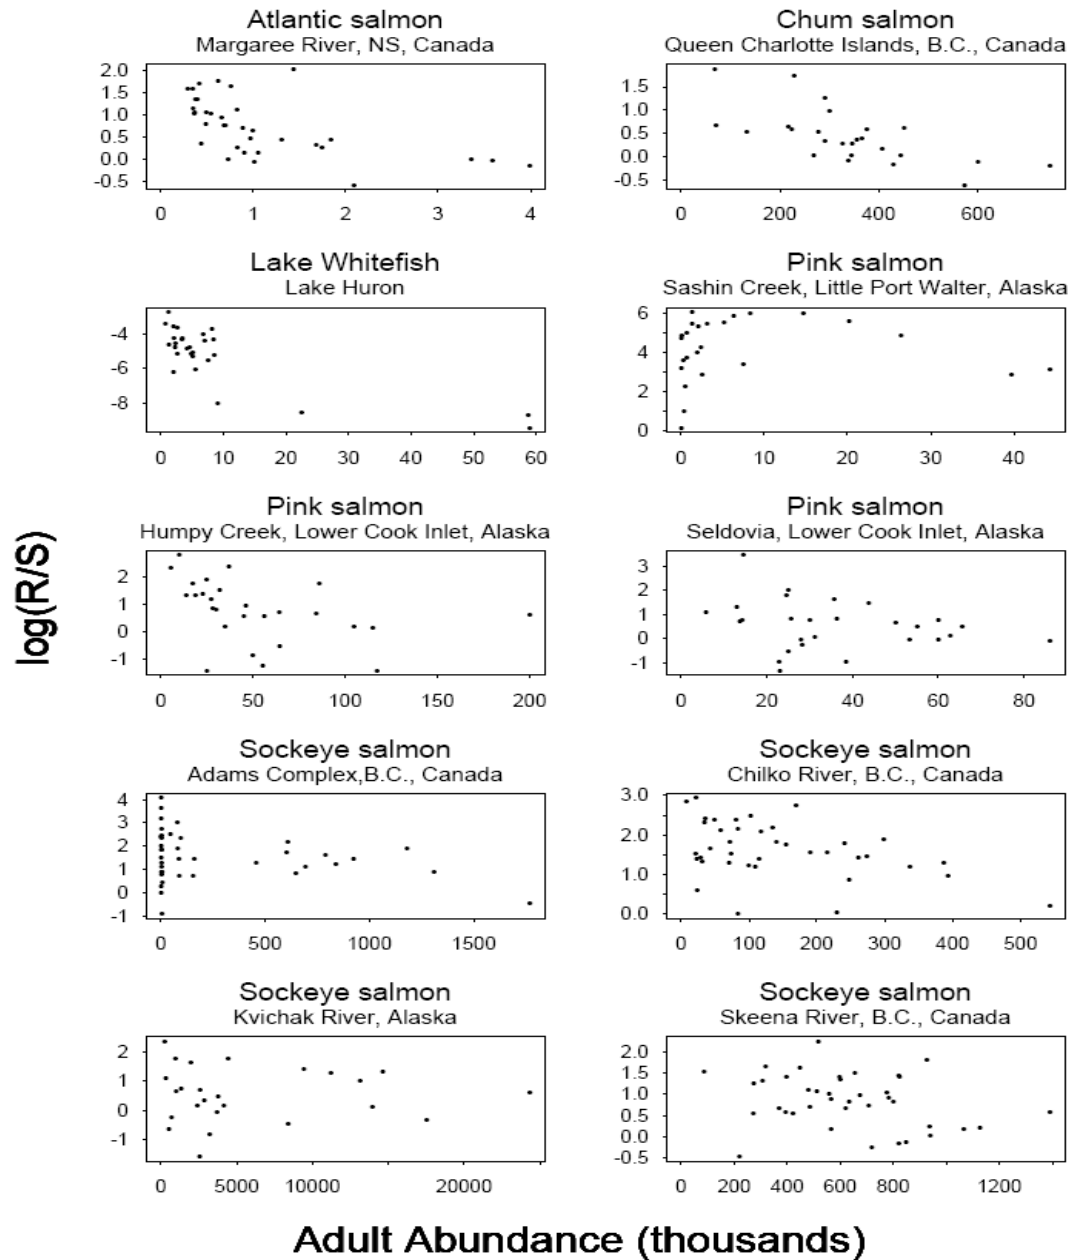 Atlantic salmon
Margaree River, NS, Canada
2.0
1.5
1.0
0.5
0.0
-0.5
0 1 2 3 4
Chum salmon
Queen Charlotte Islands, B.C., Canada
1.5
1.0
0.5
0.0
-0.5
0 200 400 600
Lake Whitefish
Lake Huron
-4
-6
-8
0 10 20 30 40 50 60
Pink salmon
Sashin Creek, Little Port Walter, Alaska
6
4
2
0
0 10 20 30 40
Pink salmon
Humpy Creek, Lower Cook Inlet, Alaska
2
1
0
-1
0 50 100 150 200
Pink salmon
Seldovia, Lower Cook Inlet, Alaska
3
2
1
0
-1
0 20 40 60 80
log(R/S)
Sockeye salmon
Adams Complex,B.C., Canada
4
3
2
1
0
-1
0 500 1000 1500
Sockeye salmon
Chilko River, B.C., Canada
3.0
2.0
1.0
0.0
0 100 200 300 400 500
Sockeye salmon
Kvichak River, Alaska
2
1
0
-1
0 5000 10000 20000
Sockeye salmon
Skeena River, B.C., Canada
2.0
1.5
1.0
0.5
0.0
-0.5
0 200 400 600 800 1200
Adult Abundance (thousands)